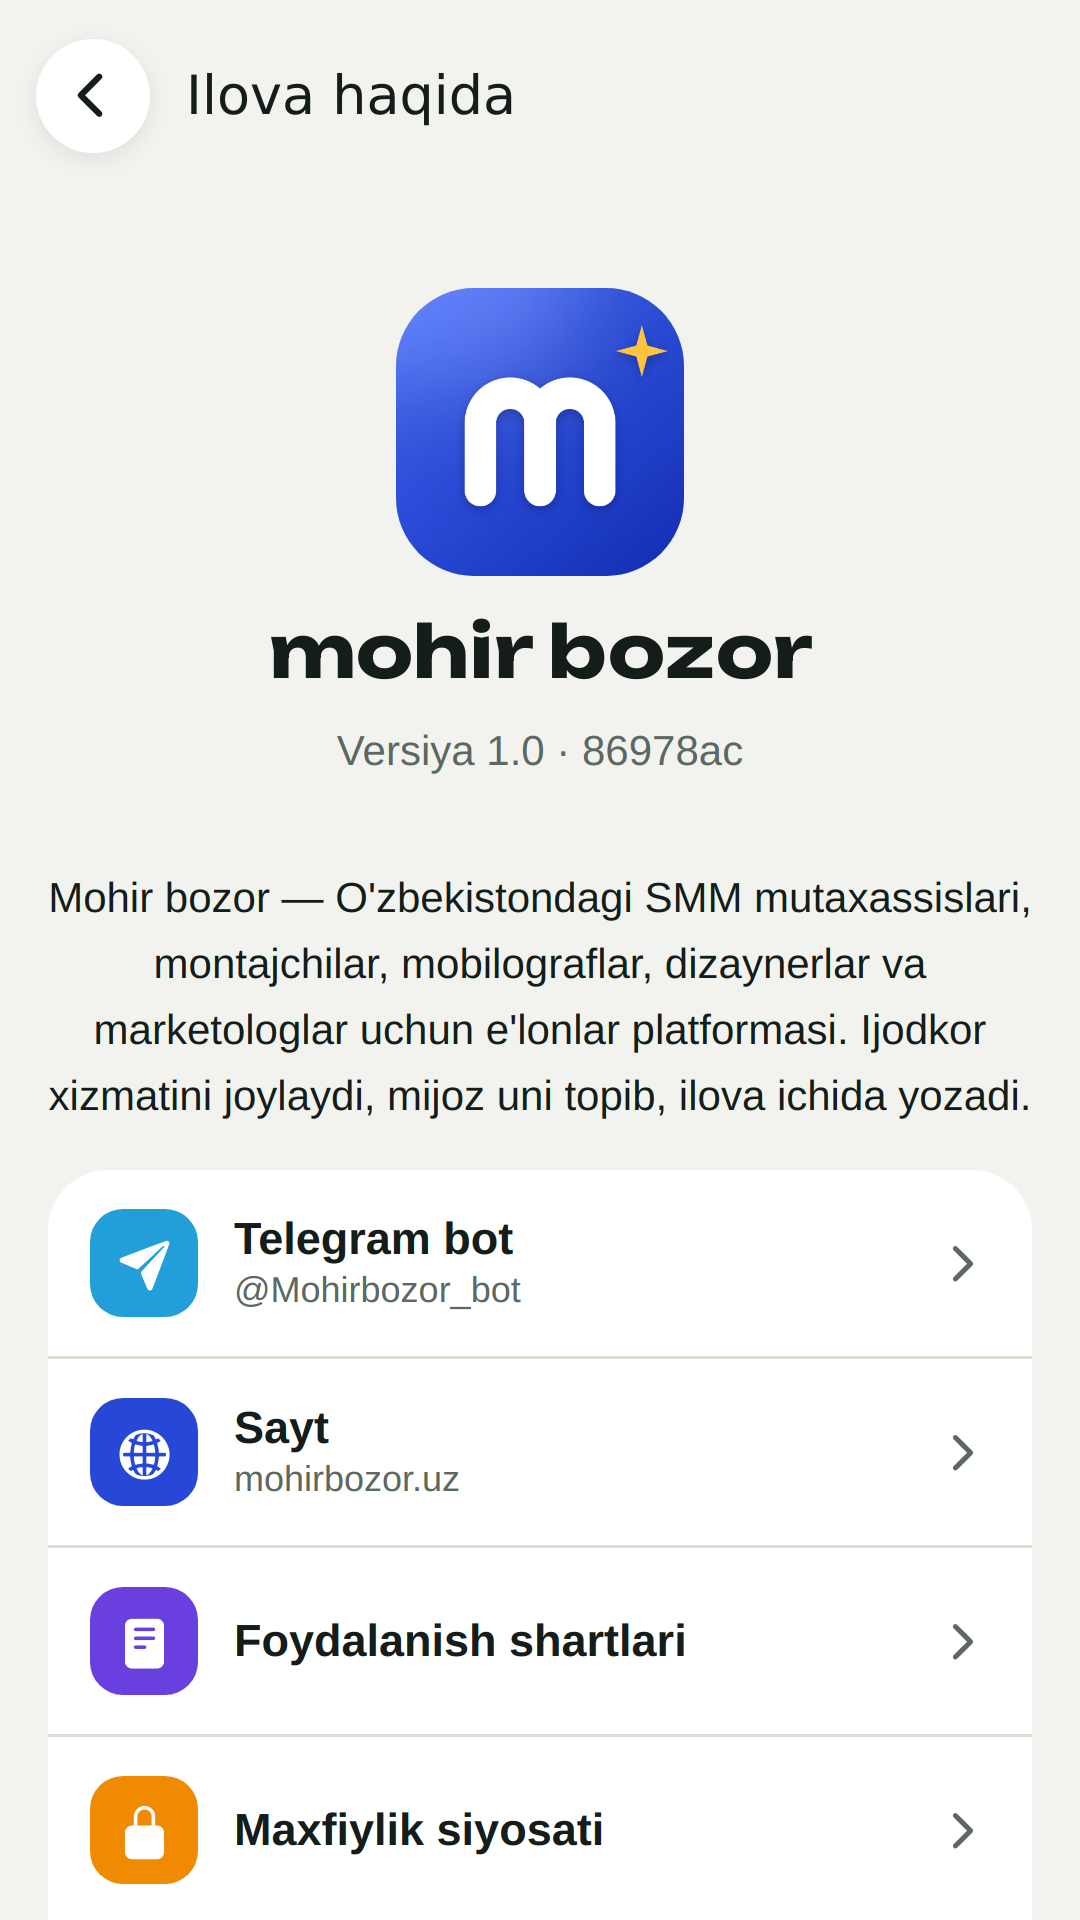 Ilova haqida
m
mohir bozor
Versiya 1.0 · 86978ac
Mohir bozor — O'zbekistondagi SMM mutaxassislari,
montajchilar, mobilograflar, dizaynerlar va
marketologlar uchun e'lonlar platformasi. Ijodkor
xizmatini joylaydi, mijoz uni topib, ilova ichida yozadi.
Telegram bot
@Mohirbozor_bot
Sayt
mohirbozor.uz
Foydalanish shartlari
Maxfiylik siyosati